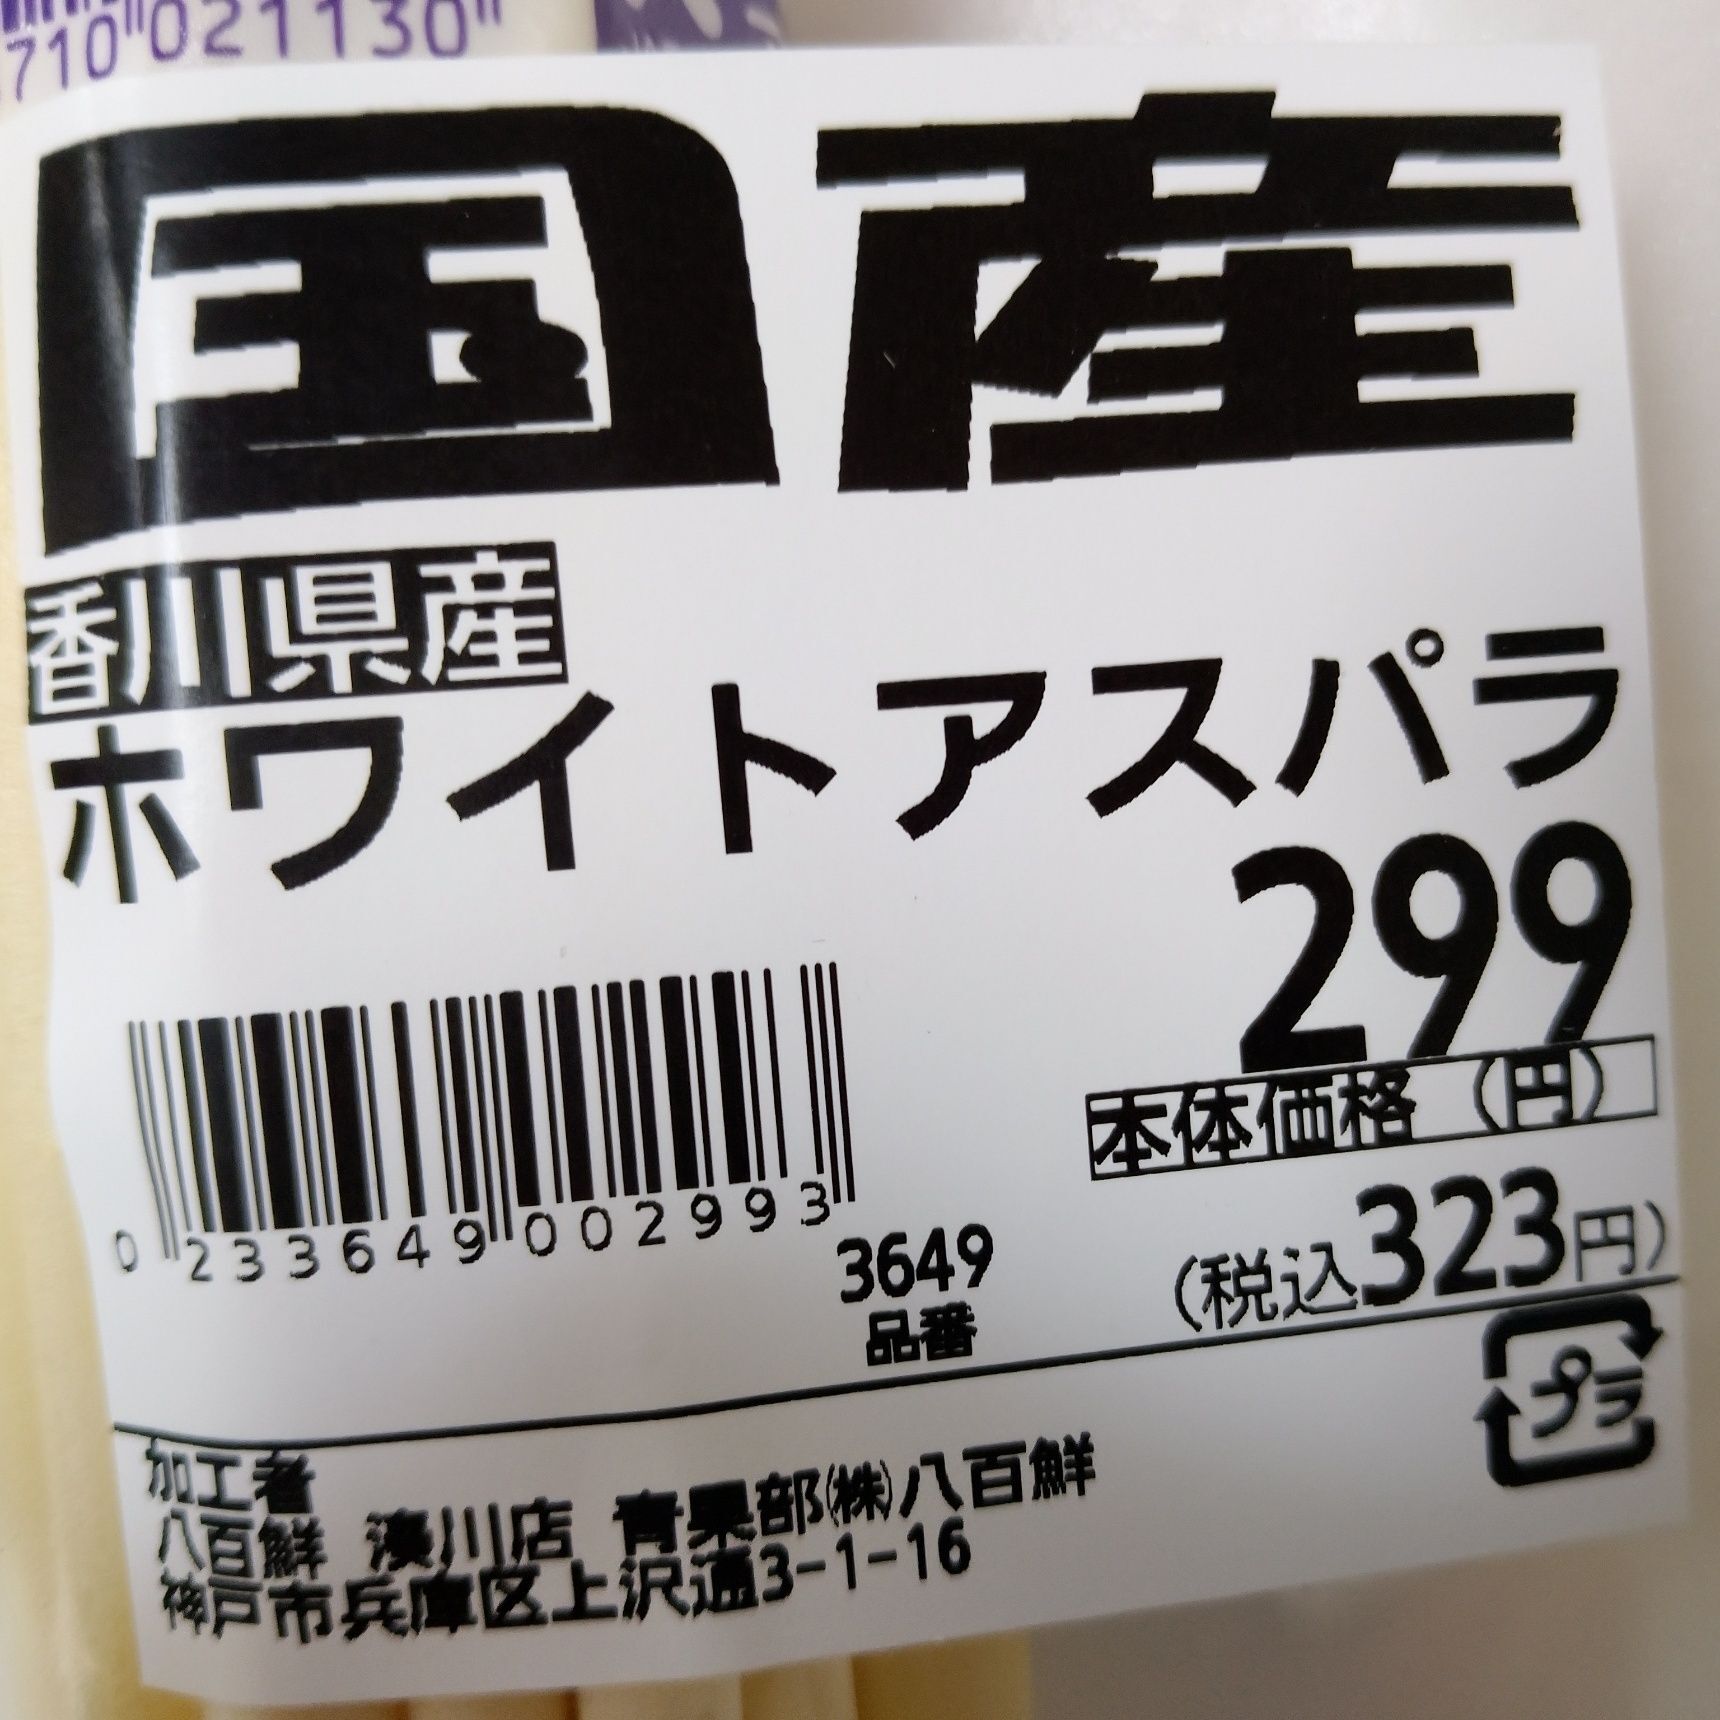 710 021130
国産
香川県産
ホワイトアスパラ
299
本体価格(円)
0 233649 002993
3649
品番
(税込323円)
プラ
加工者
八百鮮 湊川店 青果部㈱八百鮮
神戸市兵庫区上沢通3-1-16